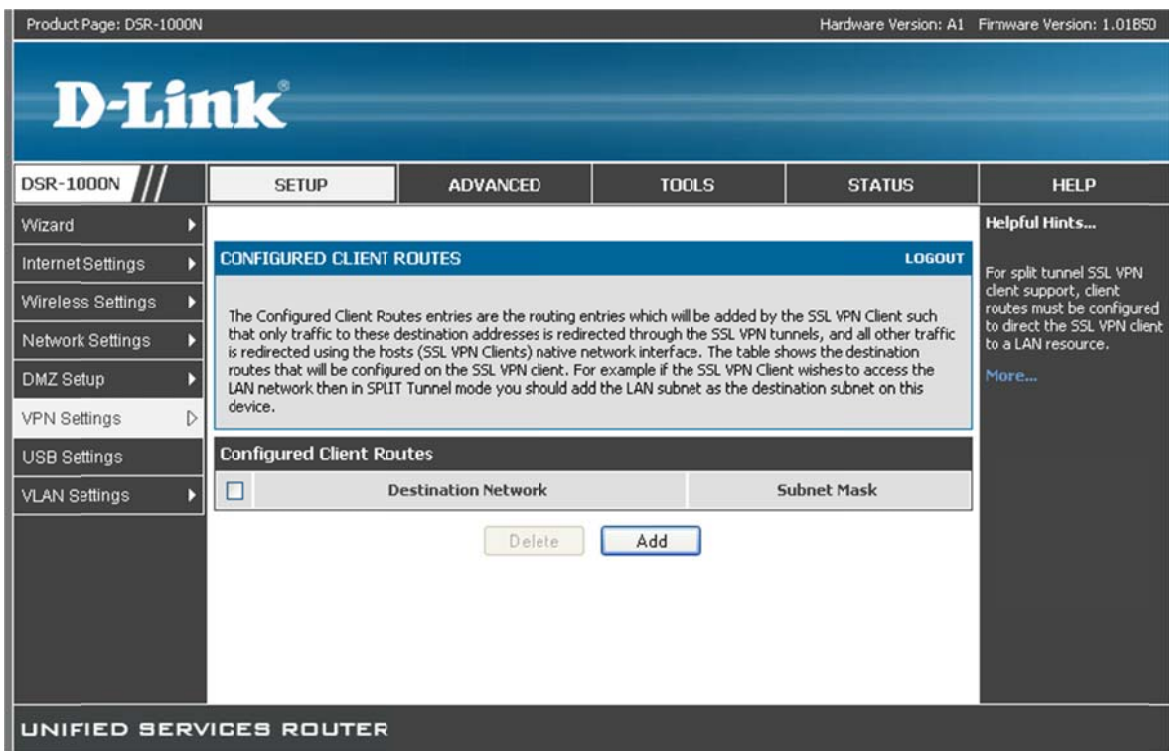 Product Page: DSR-1000N
Hardware Version: A1 Firmware Version: 1.01B50
D-Link®
DSR-1000N
SETUP
ADVANCED
TOOLS
STATUS
HELP
Wizard
Internet Settings
Wireless Settings
Network Settings
DMZ Setup
VPN Settings
USB Settings
VLAN Settings
CONFIGURED CLIENT ROUTES
LOGOUT
The Configured Client Routes entries are the routing entries which will be added by the SSL VPN Client such
that only traffic to these destination addresses is redirected through the SSL VPN tunnels, and all other traffic
is redirected using the hosts (SSL VPN Clients) native network interface. The table shows the destination
routes that will be configured on the SSL VPN client. For example if the SSL VPN Client wishes to access the
LAN network then in SPLIT Tunnel mode you should add the LAN subnet as the destination subnet on this
device.
Configured Client Routes
Destination Network
Subnet Mask
Delete
Add
Helpful Hints...
For split tunnel SSL VPN
client support, client
routes must be configured
to direct the SSL VPN client
to a LAN resource.
More...
UNIFIED SERVICES ROUTER